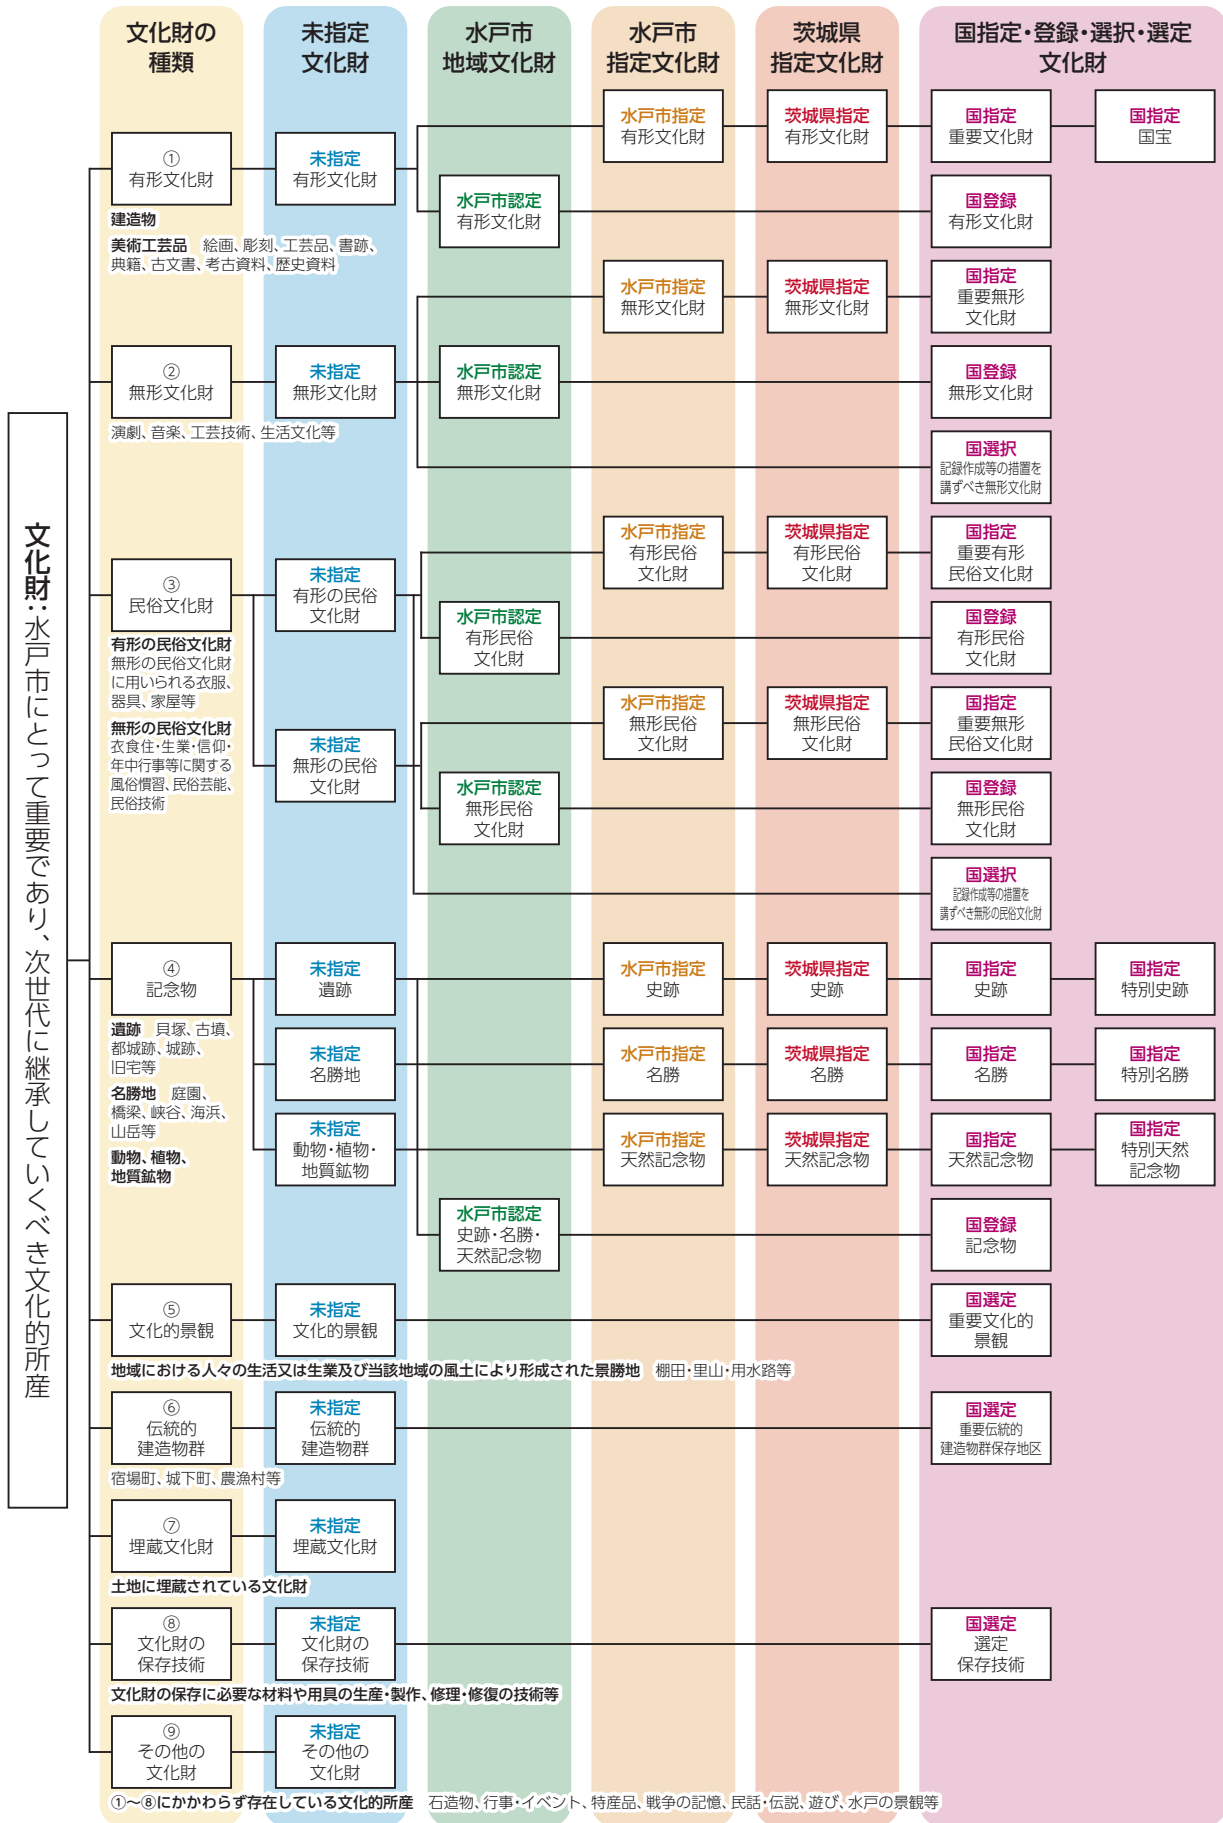 文化財の
種類
未指定
文化財
水戸市
地域文化財
水戸市
指定文化財
茨城県
指定文化財
国指定・登録・選択・選定
文化財
文化財：水戸市にとって重要であり、次世代に継承していくべき文化的所産
①
有形文化財
建造物
美術工芸品　絵画、彫刻、工芸品、書跡、
典籍、古文書、考古資料、歴史資料
未指定
有形文化財
水戸市指定
有形文化財
茨城県指定
有形文化財
国指定
重要文化財
国指定
国宝
水戸市認定
有形文化財
国登録
有形文化財
水戸市指定
無形文化財
茨城県指定
無形文化財
国指定
重要無形
文化財
②
無形文化財
演劇、音楽、工芸技術、生活文化等
未指定
無形文化財
水戸市認定
無形文化財
国登録
無形文化財
国選択
記録作成等の措置を
講ずべき無形文化財
③
民俗文化財
有形の民俗文化財
無形の民俗文化財
に用いられる衣服、
器具、家屋等
無形の民俗文化財
衣食住・生業・信仰・
年中行事等に関する
風俗慣習、民俗芸能、
民俗技術
未指定
有形の民俗
文化財
水戸市指定
有形民俗
文化財
茨城県指定
有形民俗
文化財
国指定
重要有形
民俗文化財
水戸市認定
有形民俗
文化財
国登録
有形民俗
文化財
未指定
無形の民俗
文化財
水戸市指定
無形民俗
文化財
茨城県指定
無形民俗
文化財
国指定
重要無形
民俗文化財
水戸市認定
無形民俗
文化財
国登録
無形民俗
文化財
国選択
記録作成等の措置を
講ずべき無形の民俗文化財
④
記念物
遺跡　貝塚、古墳、
都城跡、城跡、
旧宅等
名勝地　庭園、
橋梁、峡谷、海浜、
山岳等
動物、植物、
地質鉱物
未指定
遺跡
水戸市指定
史跡
茨城県指定
史跡
国指定
史跡
国指定
特別史跡
未指定
名勝地
水戸市指定
名勝
茨城県指定
名勝
国指定
名勝
国指定
特別名勝
未指定
動物・植物・
地質鉱物
水戸市指定
天然記念物
茨城県指定
天然記念物
国指定
天然記念物
国指定
特別天然
記念物
水戸市認定
史跡・名勝・
天然記念物
国登録
記念物
⑤
文化的景観
未指定
文化的景観
国選定
重要文化的
景観
地域における人々の生活又は生業及び当該地域の風土により形成された景勝地　棚田・里山・用水路等
⑥
伝統的
建造物群
未指定
伝統的
建造物群
国選定
重要伝統的
建造物群保存地区
宿場町、城下町、農漁村等
⑦
埋蔵文化財
未指定
埋蔵文化財
土地に埋蔵されている文化財
⑧
文化財の
保存技術
未指定
文化財の
保存技術
国選定
選定
保存技術
文化財の保存に必要な材料や用具の生産・製作、修理・修復の技術等
⑨
その他の
文化財
未指定
その他の
文化財
①～⑧にかかわらず存在している文化的所産　石造物、行事・イベント、特産品、戦争の記憶、民話・伝説、遊び、水戸の景観等